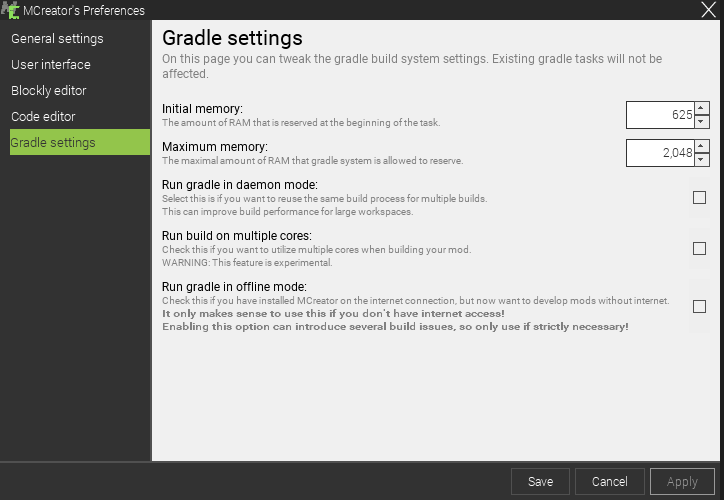 MCreator's Preferences
General settings
User interface
Blockly editor
Code editor
Gradle settings
Gradle settings
On this page you can tweak the gradle build system settings. Existing gradle tasks will not be
affected.
Initial memory:
The amount of RAM that is reserved at the beginning of the task.
625
Maximum memory:
The maximal amount of RAM that gradle system is allowed to reserve.
2,048
Run gradle in daemon mode:
Select this is if you want to reuse the same build process for multiple builds.
This can improve build performance for large workspaces.
Run build on multiple cores:
Check this if you want to utilize multiple cores when building your mod.
WARNING: This feature is experimental.
Run gradle in offline mode:
Check this if you have installed MCreator on the internet connection, but now want to develop mods without internet.
It only makes sense to use this if you don't have internet access!
Enabling this option can introduce several build issues, so only use if strictly necessary!
Save
Cancel
Apply